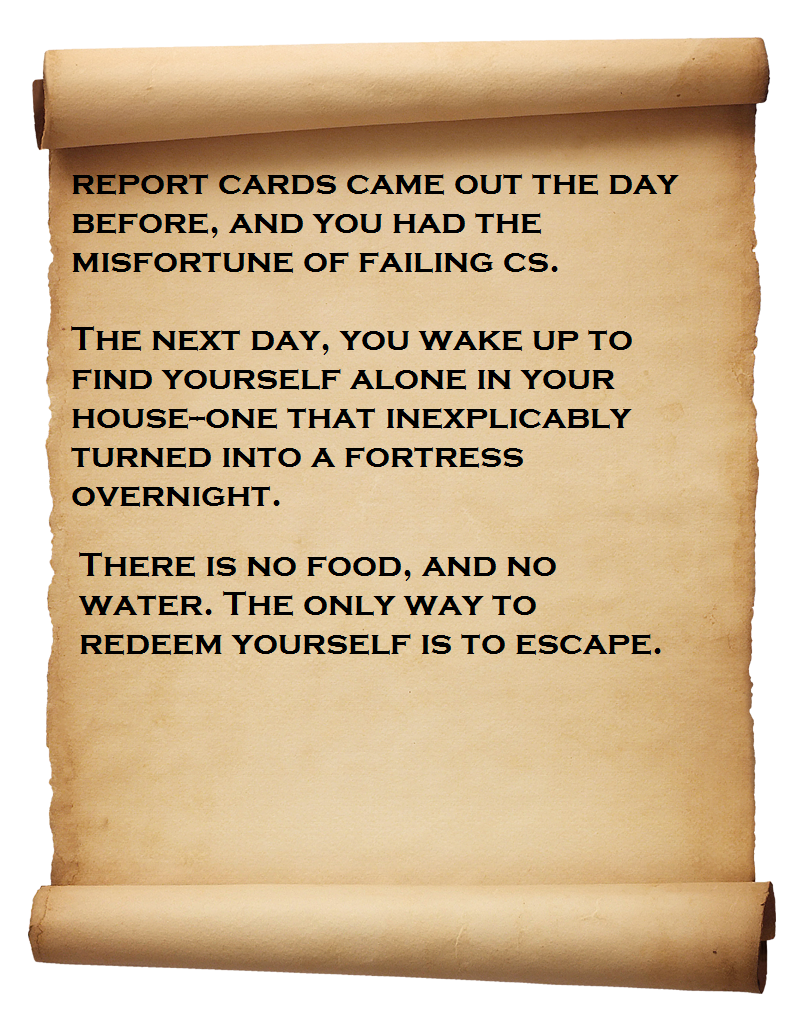 REPORT CARDS CAME OUT THE DAY
BEFORE, AND YOU HAD THE
MISFORTUNE OF FAILING CS.
THE NEXT DAY, YOU WAKE UP TO
FIND YOURSELF ALONE IN YOUR
HOUSE--ONE THAT INEXPLICABLY
TURNED INTO A FORTRESS
OVERNIGHT.
THERE IS NO FOOD, AND NO
WATER. THE ONLY WAY TO
REDEEM YOURSELF IS TO ESCAPE.